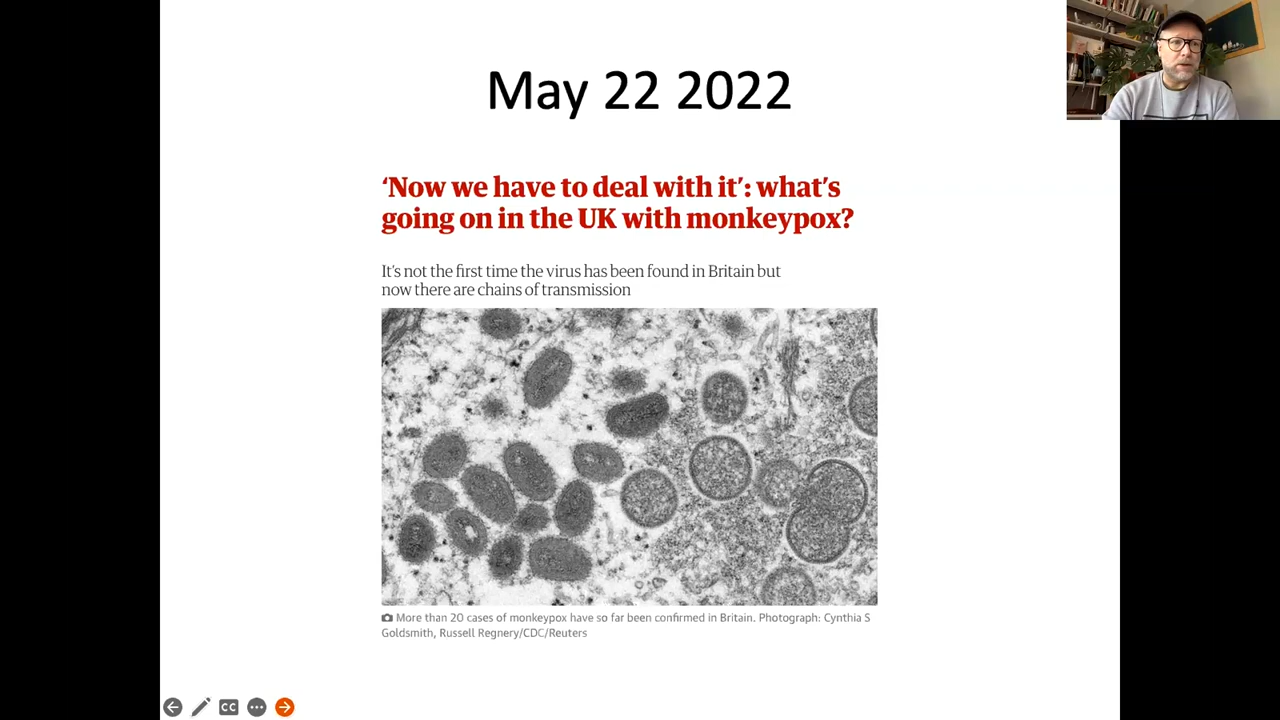 May 22 2022
‘Now we have to deal with it’: what’s
going on in the UK with monkeypox?
It’s not the first time the virus has been found in Britain but
now there are chains of transmission
More than 20 cases of monkeypox have so far been confirmed in Britain. Photograph: Cynthia S
Goldsmith, Russell Regnery/CDC/Reuters
CC